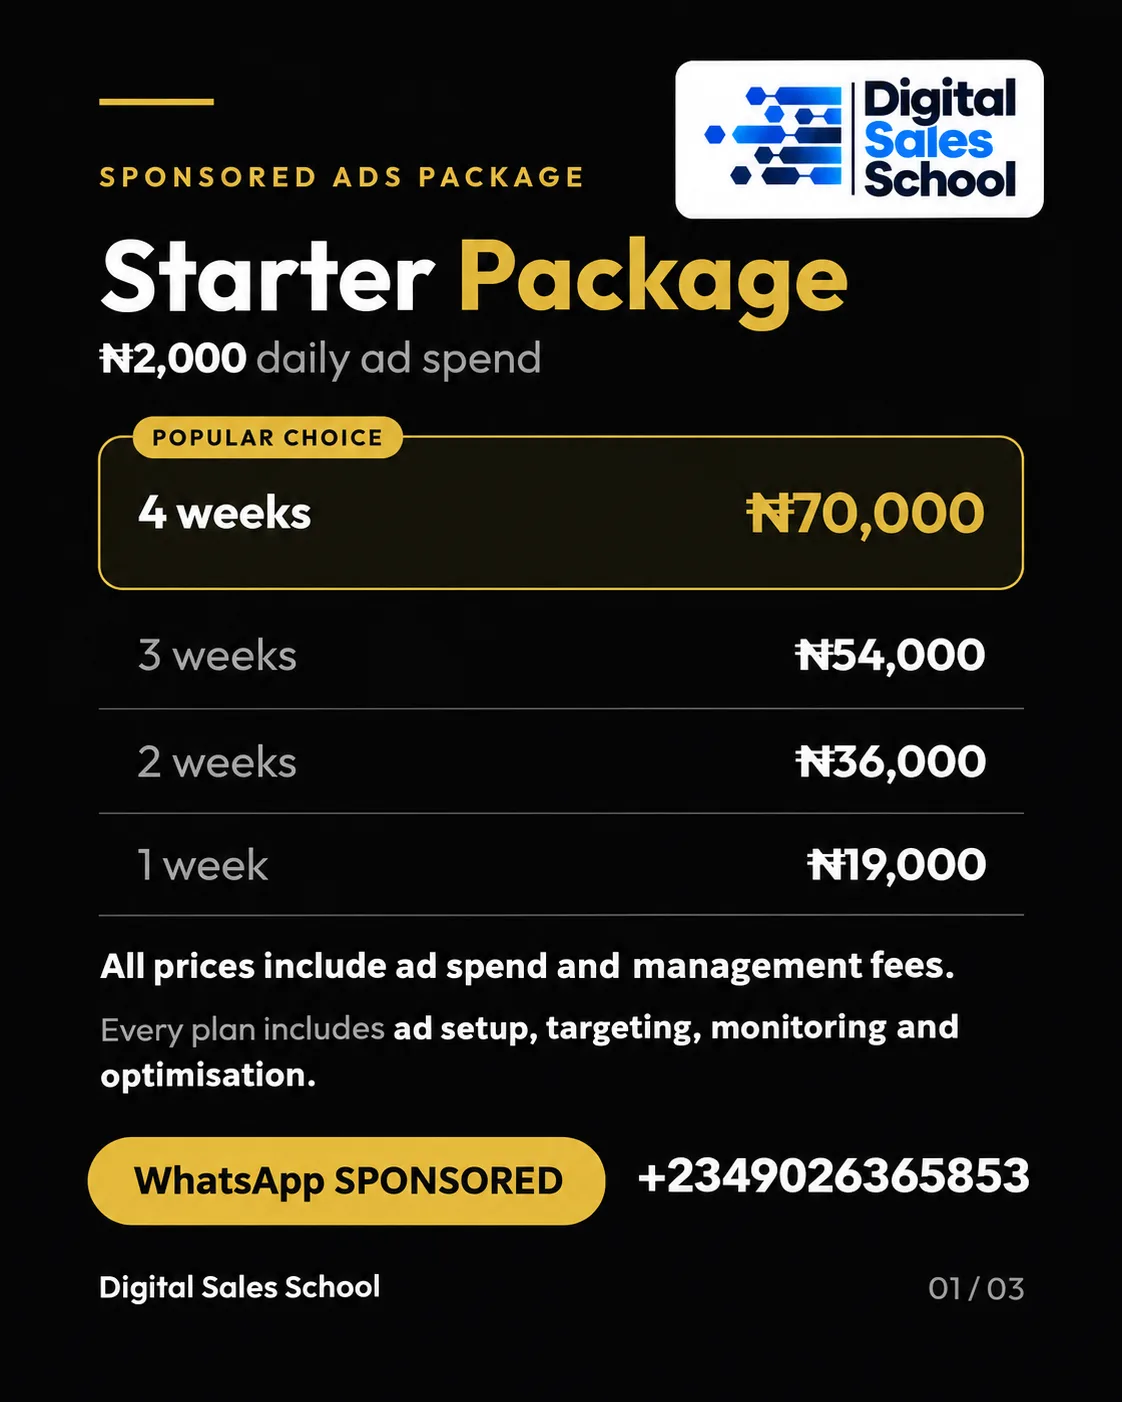 Digital
Sales
School
SPONSORED ADS PACKAGE
Starter Package
₦2,000 daily ad spend
POPULAR CHOICE
4 weeks ₦70,000
3 weeks ₦54,000
2 weeks ₦36,000
1 week ₦19,000
All prices include ad spend and management fees.
Every plan includes ad setup, targeting, monitoring and
optimisation.
WhatsApp SPONSORED +2349026365853
Digital Sales School 01 / 03